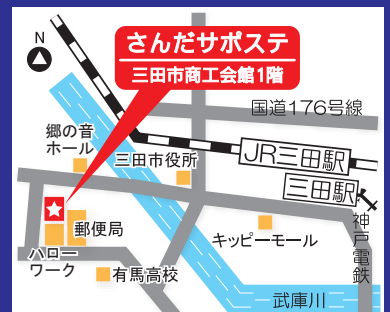 N
さんだサポステ
三田市商工会館1階
国道176号線
郷の音
ホール
三田市役所
JR三田駅
三田駅
神戸電鉄
郵便局
ハロー
ワーク
キッピーモール
有馬高校
武庫川